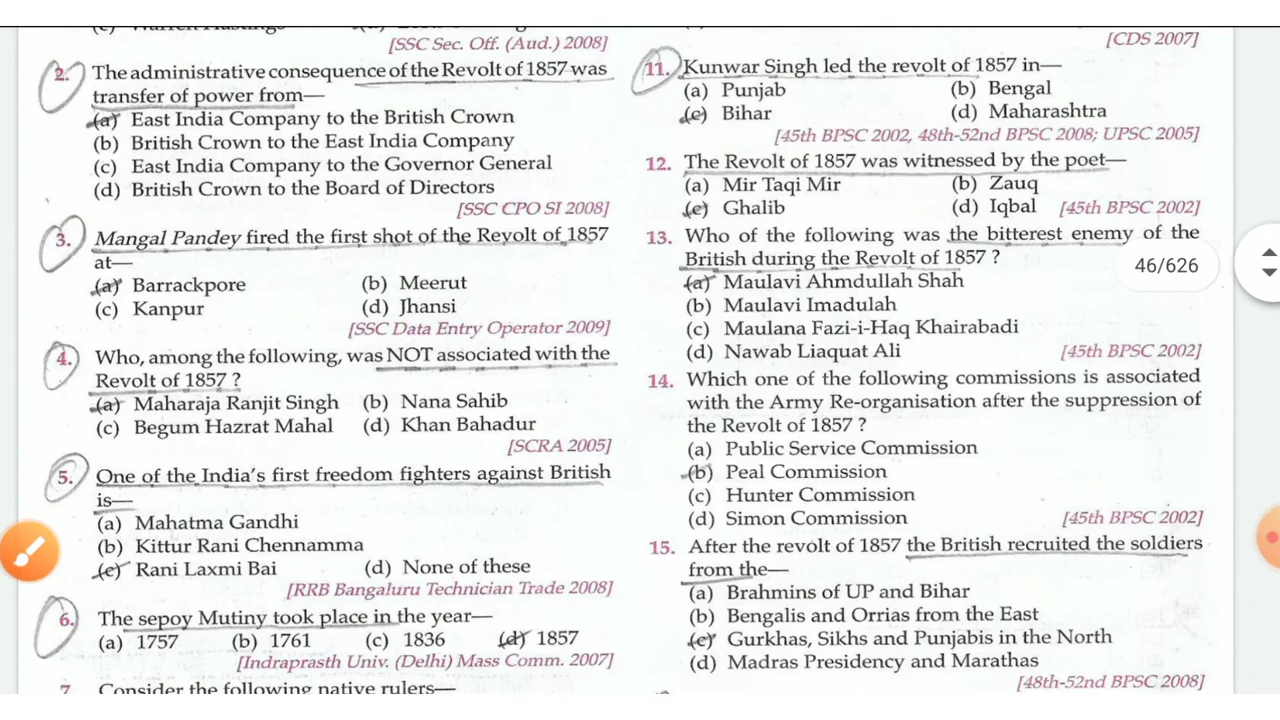 (c) Warren Hastings
[SSC Sec. Off. (Aud.) 2008]
2. The administrative consequence of the Revolt of 1857 was
transfer of power from—
(a) East India Company to the British Crown
(b) British Crown to the East India Company
(c) East India Company to the Governor General
(d) British Crown to the Board of Directors
[SSC CPO SI 2008]
3. Mangal Pandey fired the first shot of the Revolt of 1857
at—
(a) Barrackpore (b) Meerut
(c) Kanpur (d) Jhansi
[SSC Data Entry Operator 2009]
4. Who, among the following, was NOT associated with the
Revolt of 1857 ?
(a) Maharaja Ranjit Singh (b) Nana Sahib
(c) Begum Hazrat Mahal (d) Khan Bahadur
[SCRA 2005]
5. One of the India's first freedom fighters against British
is—
(a) Mahatma Gandhi
(b) Kittur Rani Chennamma
(c) Rani Laxmi Bai (d) None of these
[RRB Bangaluru Technician Trade 2008]
6. The sepoy Mutiny took place in the year—
(a) 1757 (b) 1761 (c) 1836 (d) 1857
[Indraprasth Univ. (Delhi) Mass Comm. 2007]
7. Consider the following native rulers—
[CDS 2007]
11. Kunwar Singh led the revolt of 1857 in—
(a) Punjab (b) Bengal
(c) Bihar (d) Maharashtra
[45th BPSC 2002, 48th-52nd BPSC 2008; UPSC 2005]
12. The Revolt of 1857 was witnessed by the poet—
(a) Mir Taqi Mir (b) Zauq
(c) Ghalib (d) Iqbal [45th BPSC 2002]
13. Who of the following was the bitterest enemy of the
British during the Revolt of 1857 ?
(a) Maulavi Ahmdullah Shah
(b) Maulavi Imadulah
(c) Maulana Fazi-i-Haq Khairabadi
(d) Nawab Liaquat Ali [45th BPSC 2002]
14. Which one of the following commissions is associated
with the Army Re-organisation after the suppression of
the Revolt of 1857 ?
(a) Public Service Commission
(b) Peal Commission
(c) Hunter Commission
(d) Simon Commission [45th BPSC 2002]
15. After the revolt of 1857 the British recruited the soldiers
from the—
(a) Brahmins of UP and Bihar
(b) Bengalis and Orrias from the East
(c) Gurkhas, Sikhs and Punjabis in the North
(d) Madras Presidency and Marathas
[48th-52nd BPSC 2008]
46/626